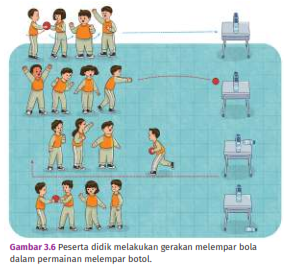 Gambar 3.6 Peserta didik melakukan gerakan melempar bola
dalam permainan melempar botol.